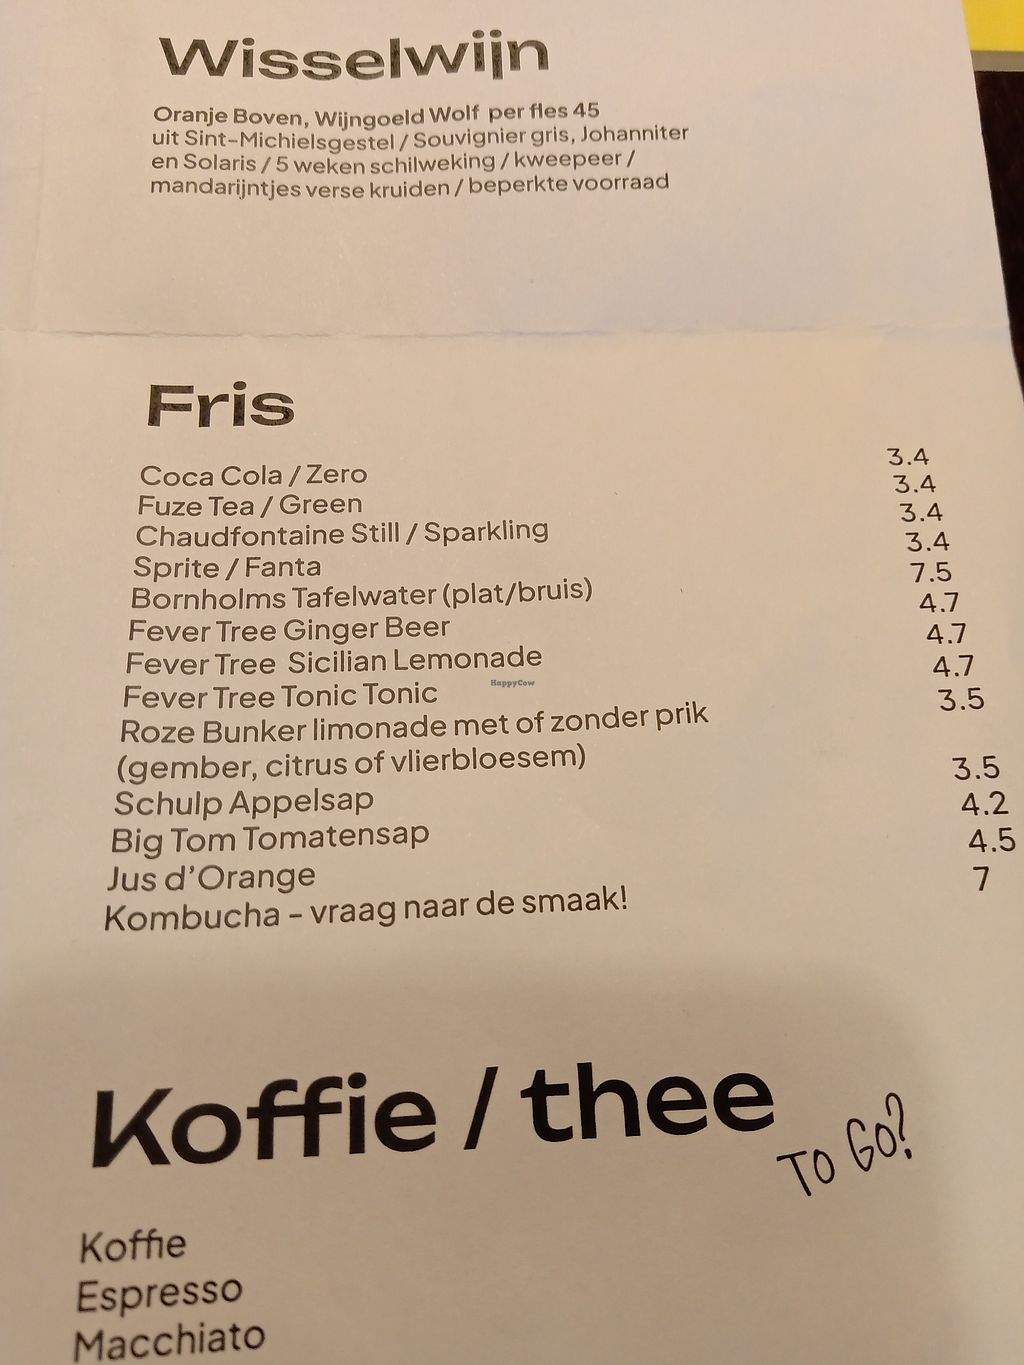 Wisselwijn
Oranje Boven, Wijngoeld Wolf per fles 45
uit Sint-Michielsgestel / Souvignier gris, Johanniter
en Solaris / 5 weken schilweking / kweepeer /
mandarijntjes verse kruiden / beperkte voorraad
Fris
Coca Cola / Zero 3.4
Fuze Tea / Green 3.4
Chaudfontaine Still / Sparkling 3.4
Sprite / Fanta 3.4
Bornholms Tafelwater (plat/bruis) 7.5
Fever Tree Ginger Beer 4.7
Fever Tree Sicilian Lemonade 4.7
Fever Tree Tonic Tonic 4.7
Roze Bunker limonade met of zonder prik 3.5
(gember, citrus of vlierbloesem)
Schulp Appelsap 3.5
Big Tom Tomatensap 4.2
Jus d'Orange 4.5
Kombucha - vraag naar de smaak! 7
HappyCow
Koffie / thee
TO GO?
Koffie
Espresso
Macchiato